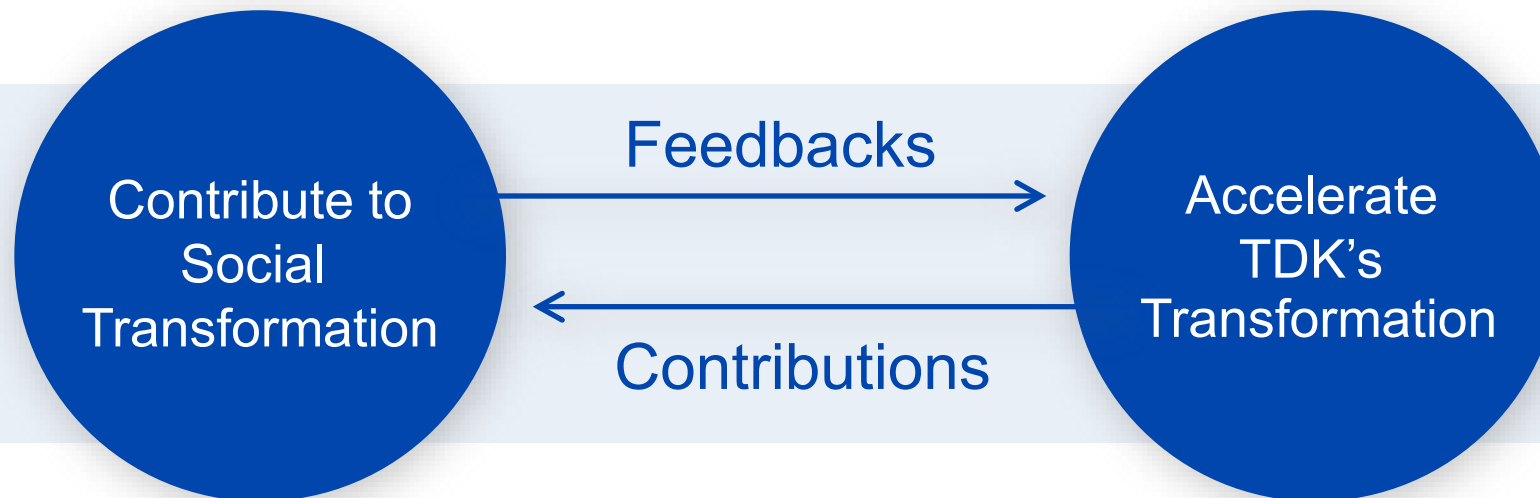 Contribute to
Social
Transformation
Feedbacks
Contributions
Accelerate
TDK’s
Transformation